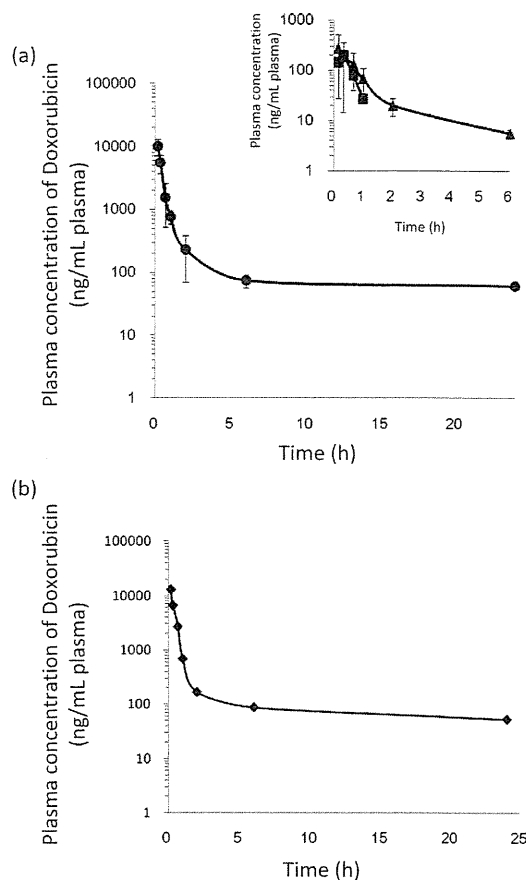 (a)
Plasma concentration of Doxorubicin
(ng/mL plasma)
10000
1000
100
10
1
0
5
10
15
20
Time (h)
Plasma concentration
(ng/mL plasma)
1000
100
10
1
0 1 2 3 4 5 6
Time (h)
(b)
Plasma concentration of Doxorubicin
(ng/mL plasma)
100000
10000
1000
100
10
1
0
5
10
15
20
25
Time (h)